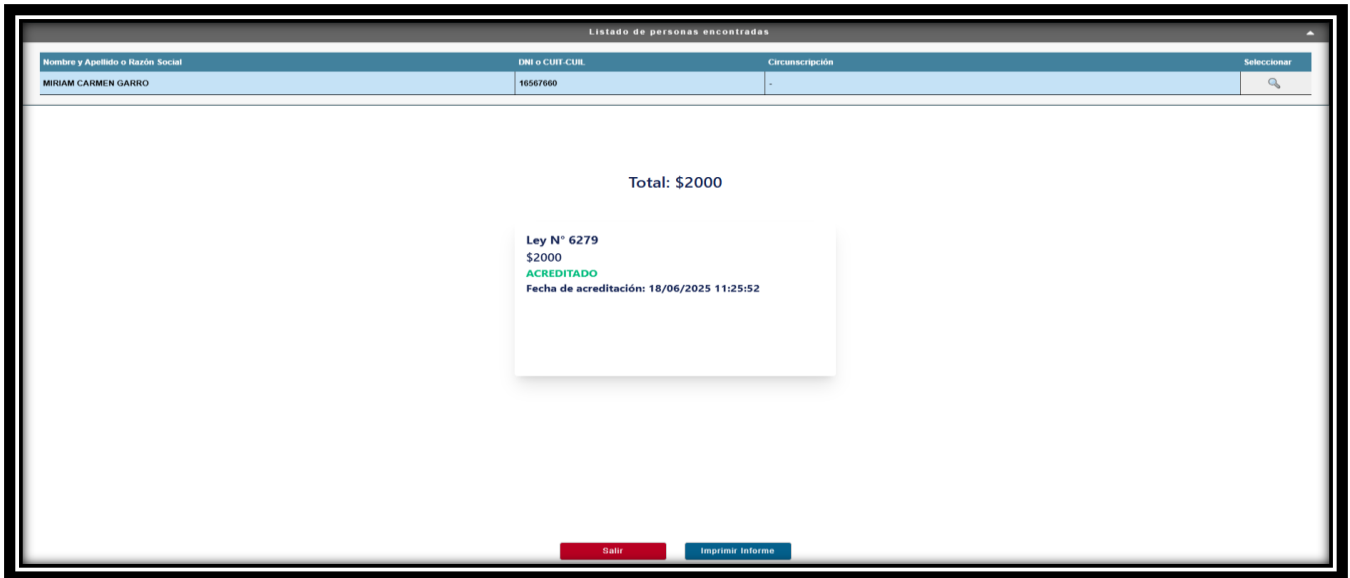 Listado de personas encontradas
Nombre y Apellido o Razón Social DNI o CUIT-CUIL Circunscripción Seleccionar
MIRIAM CARMEN GARRO 16567660 -
Total: $2000
Ley N° 6279
$2000
ACREDITADO
Fecha de acreditación: 18/06/2025 11:25:52
Salir Imprimir Informe